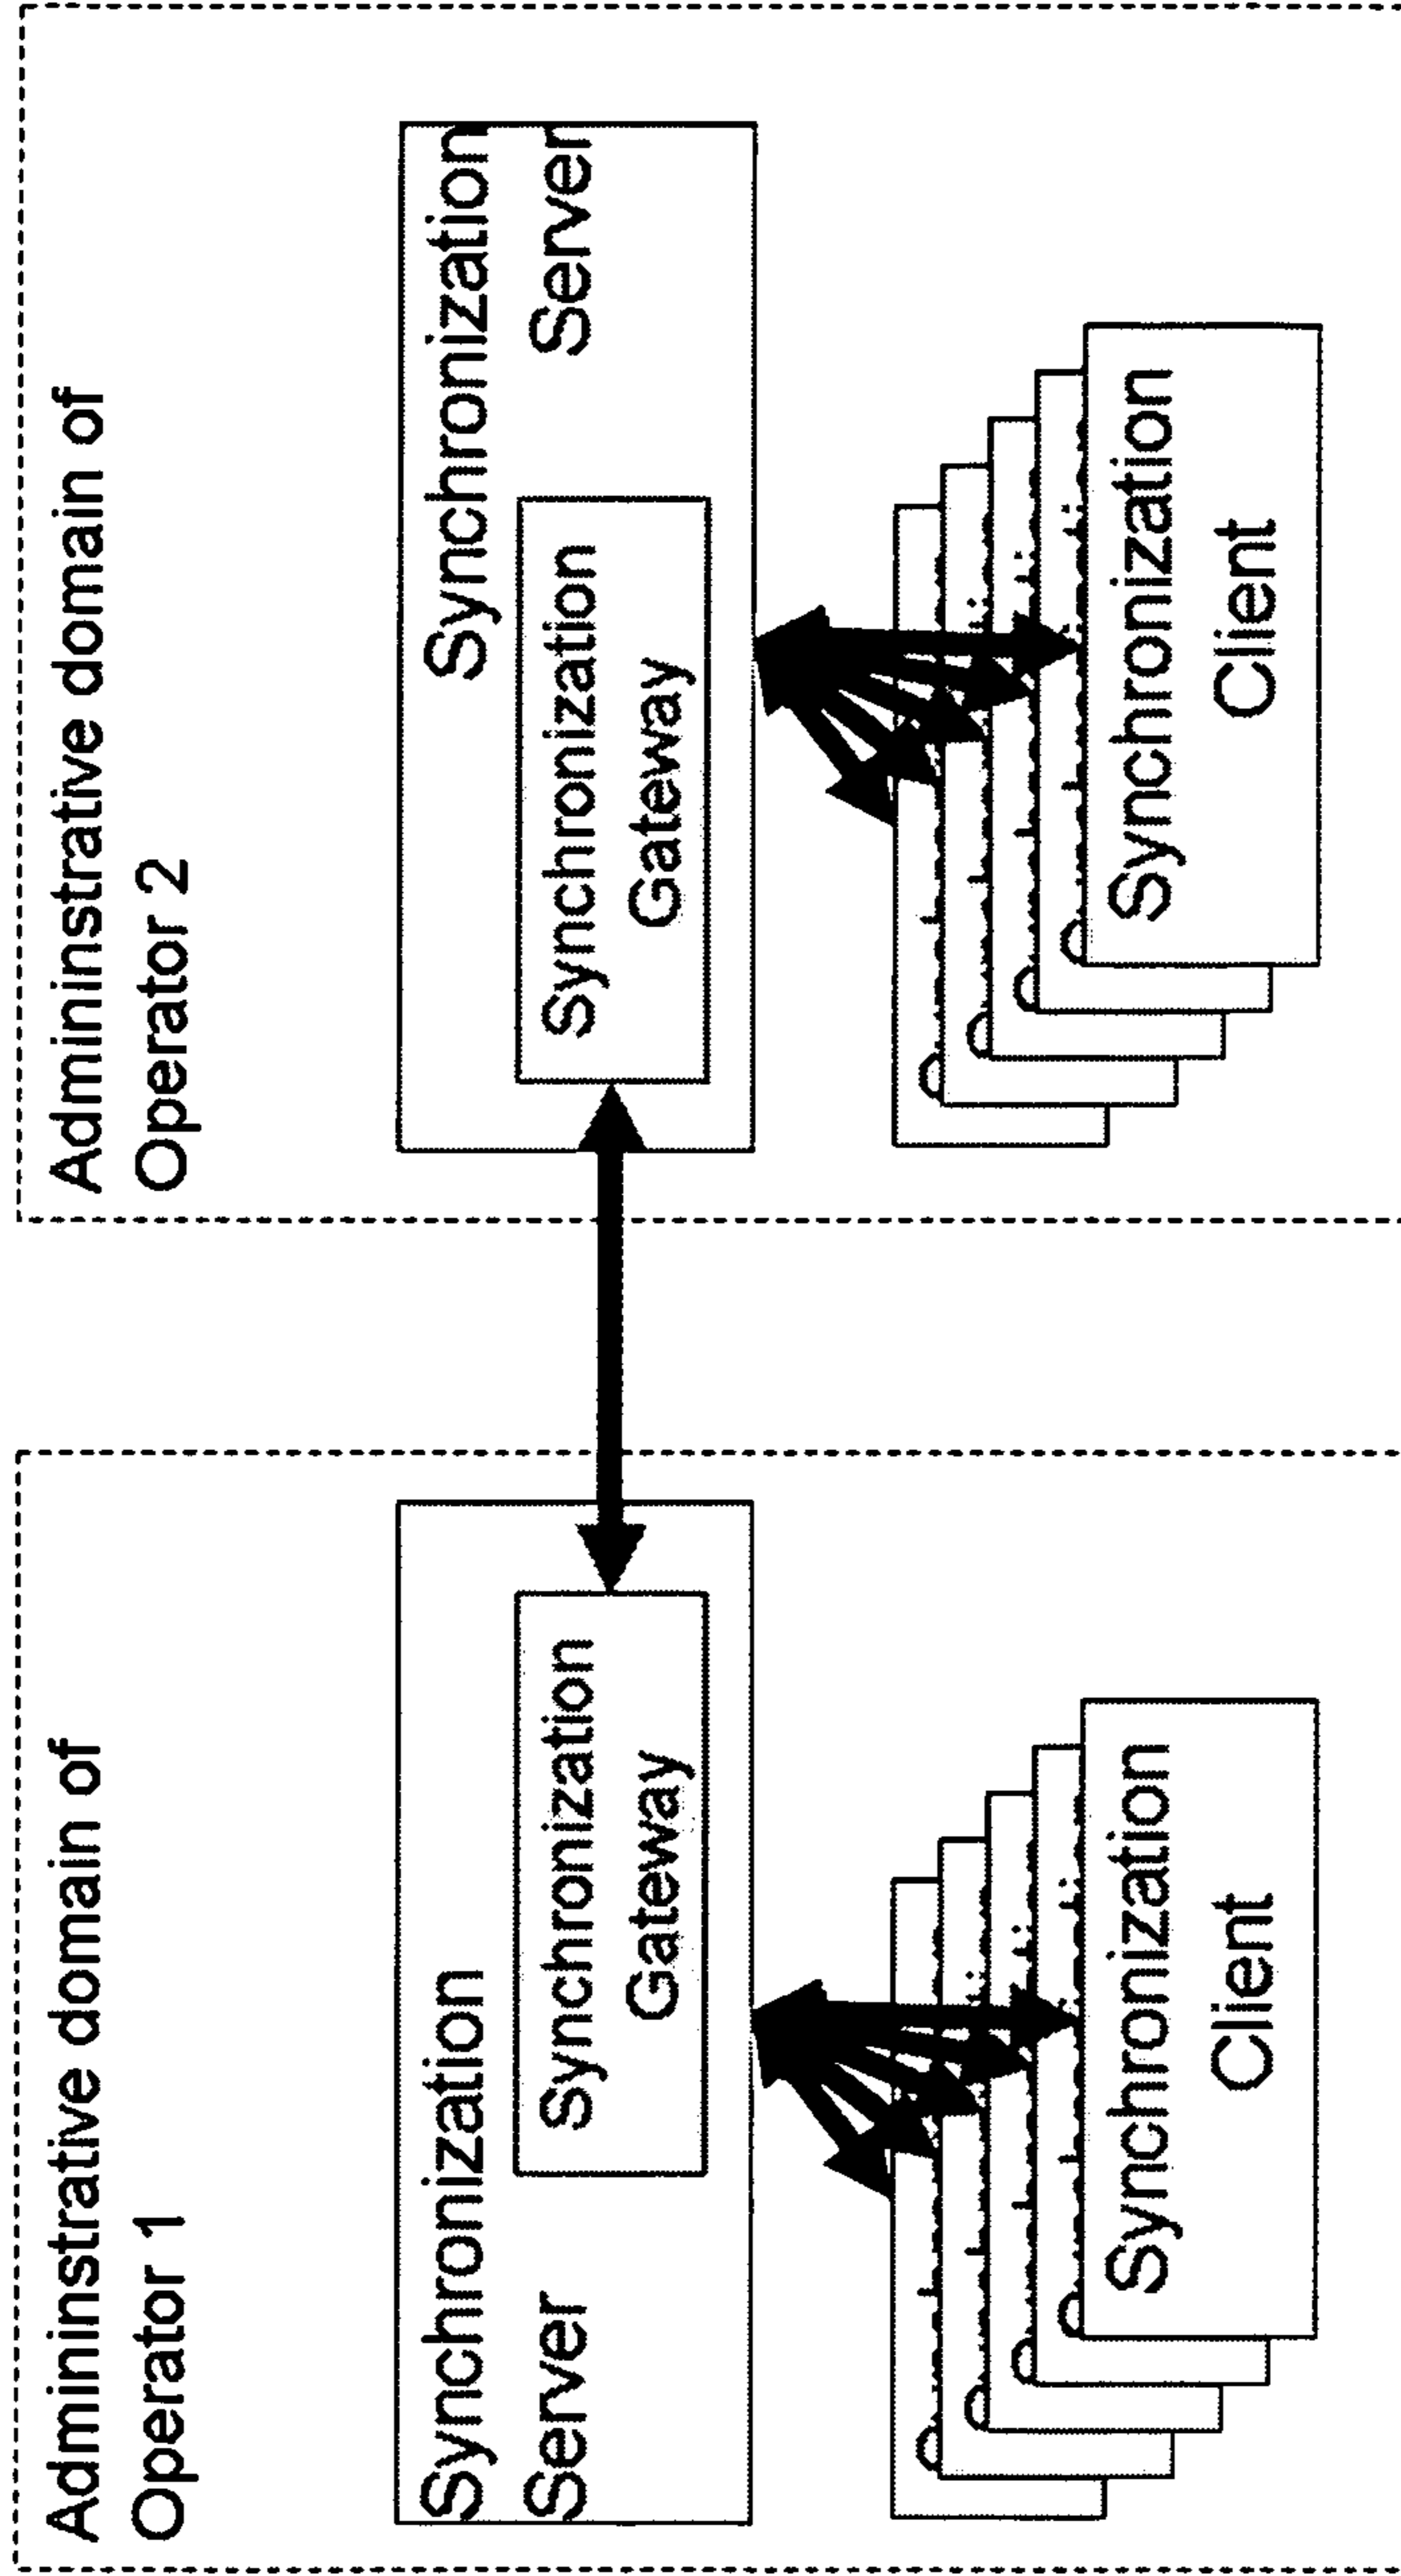 Admininstrative domain of
Operator 1
Synchronization
Server
Synchronization
Gateway
Synchronization
Client
Admininstrative domain of
Operator 2
Synchronization
Server
Synchronization
Gateway
Synchronization
Client